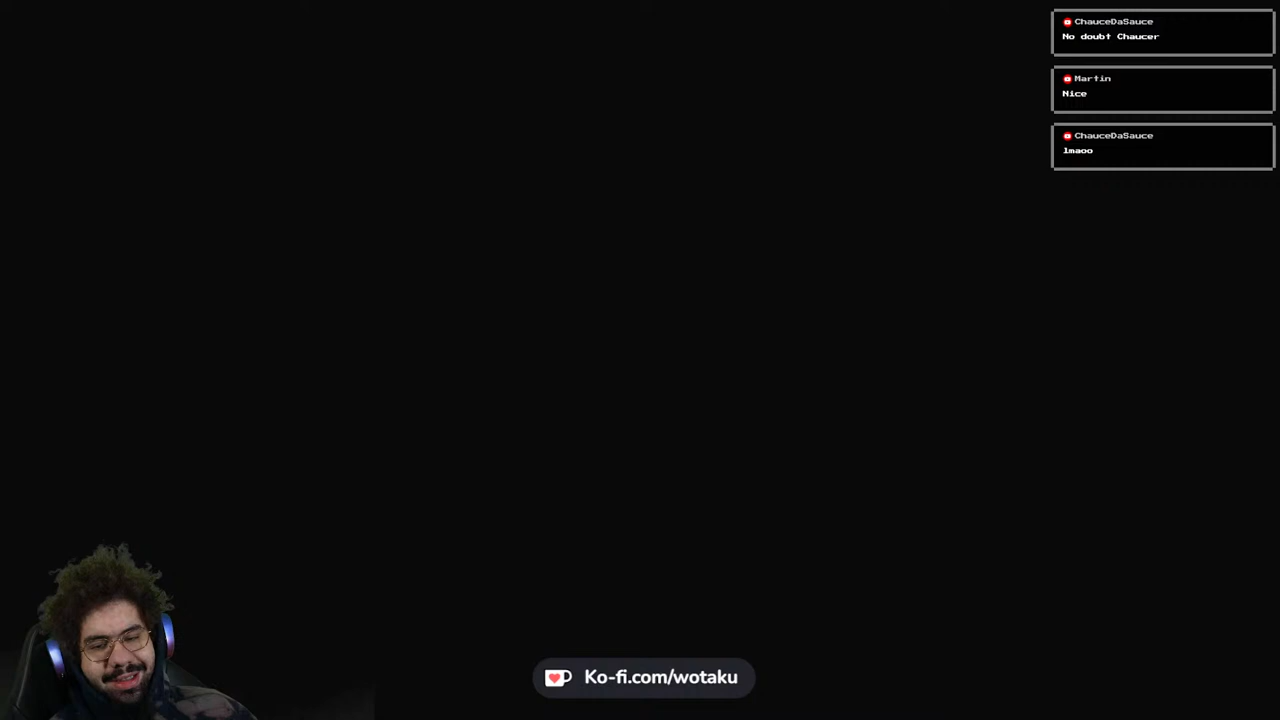 ChauceDaSauce
No doubt Chaucer
Martin
Nice
ChauceDaSauce
lmaoo
Ko-fi.com/wotaku